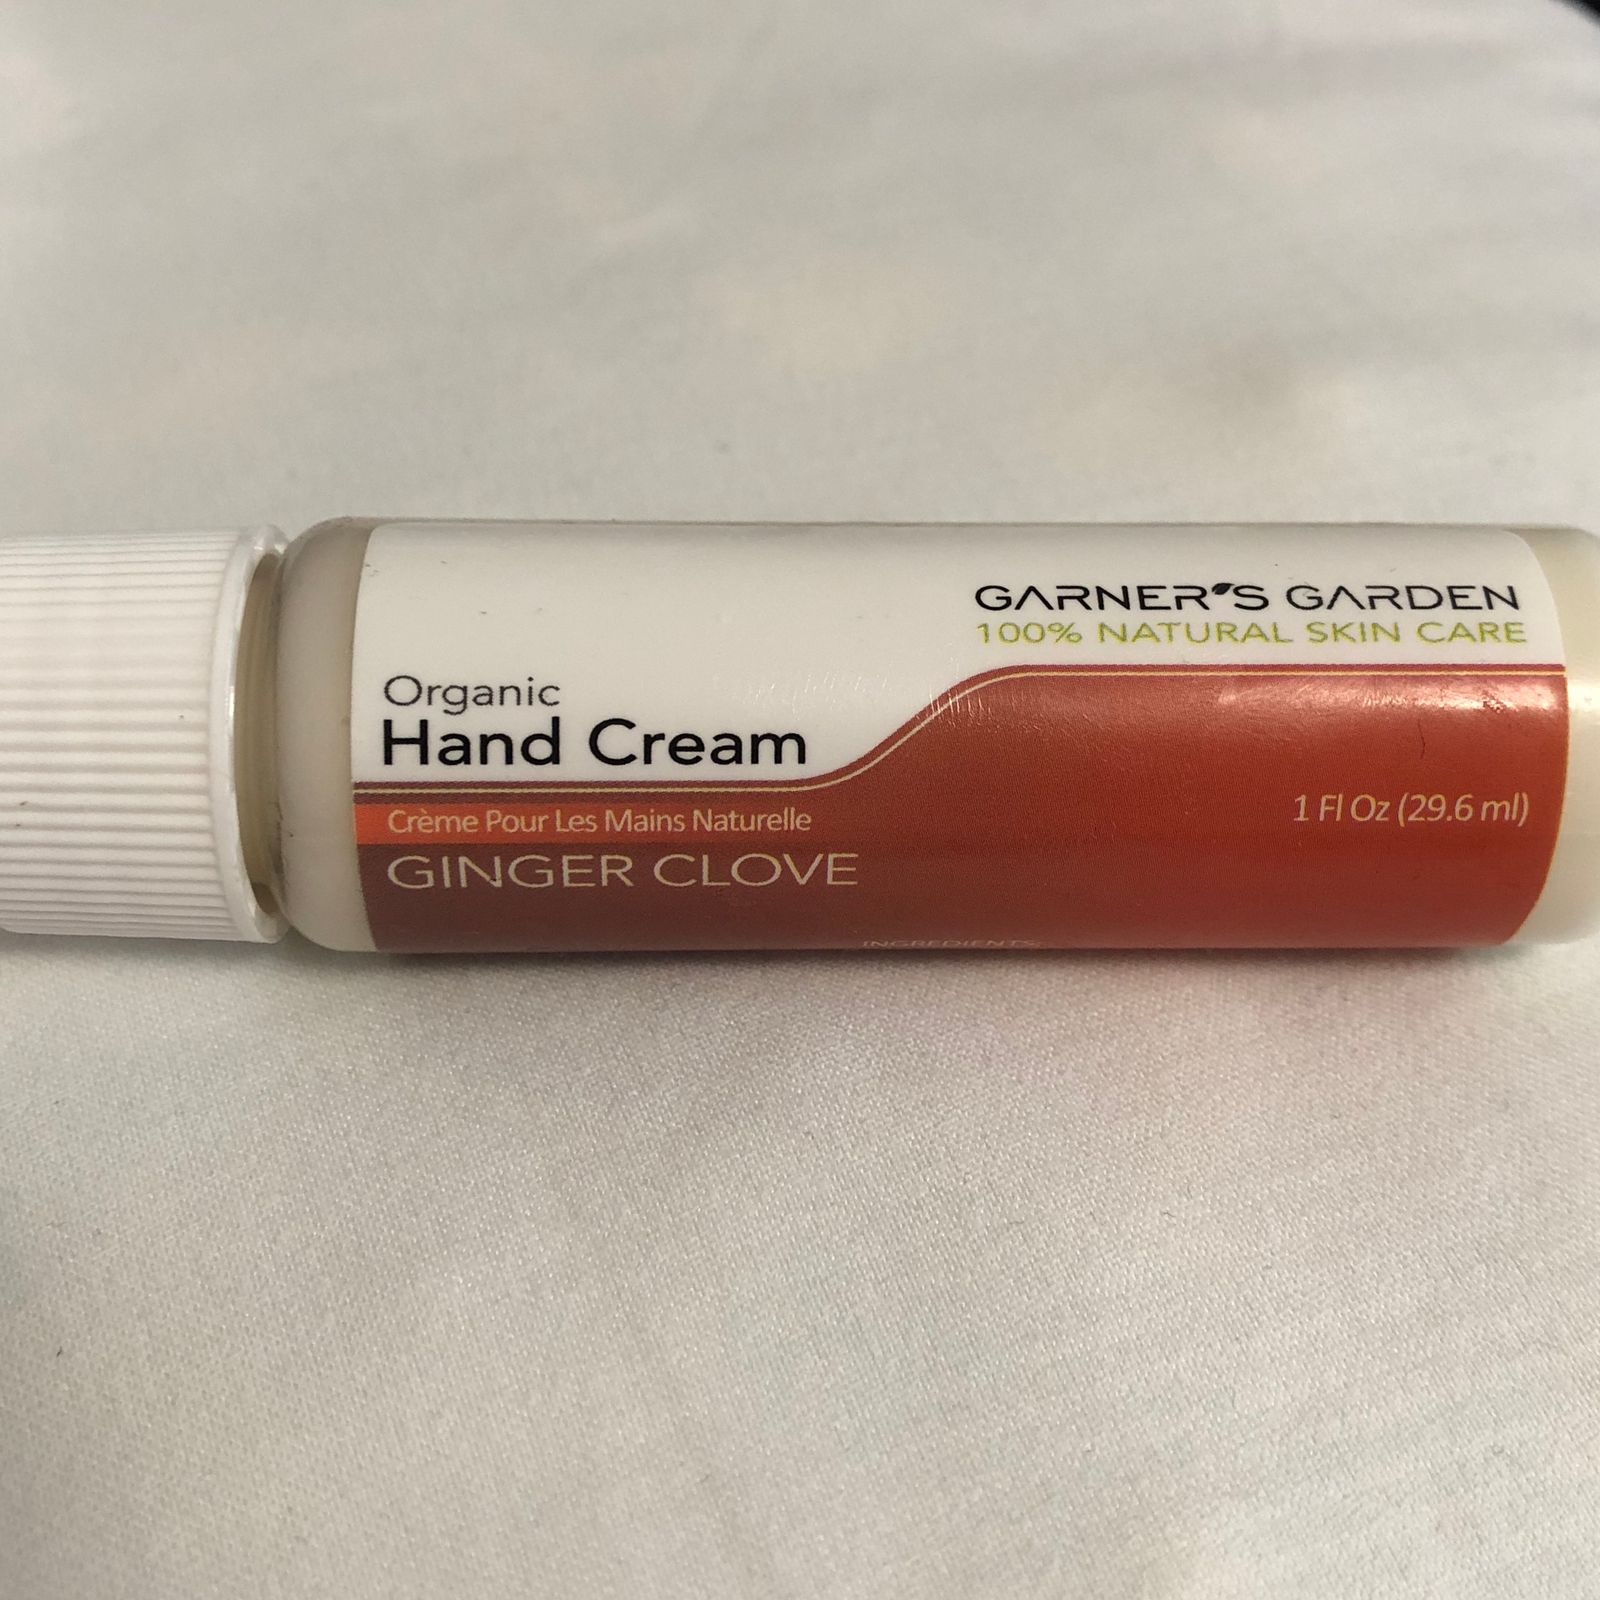 GARNER'S GARDEN
100% NATURAL SKIN CARE
Organic
Hand Cream
Crème Pour Les Mains Naturelle
GINGER CLOVE
1 Fl Oz (29.6 ml)
INGREDIENTS: